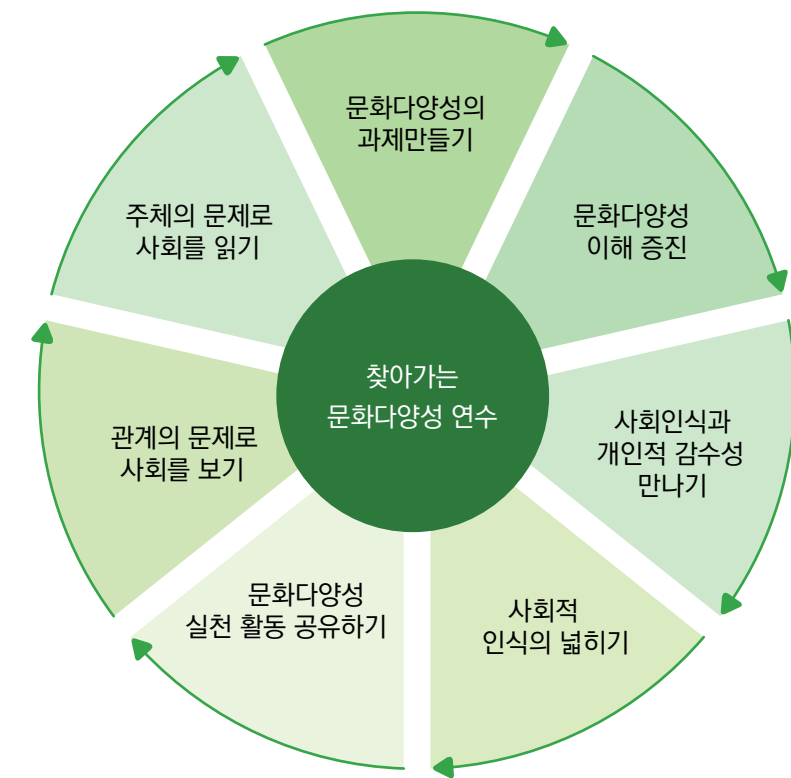 문화다양성의
과제만들기
문화다양성
이해 증진
사회인식과
개인적 감수성
만나기
사회적
인식의 넓히기
문화다양성
실천 활동 공유하기
관계의 문제로
사회를 보기
주체의 문제로
사회를 읽기
찾아가는
문화다양성 연수